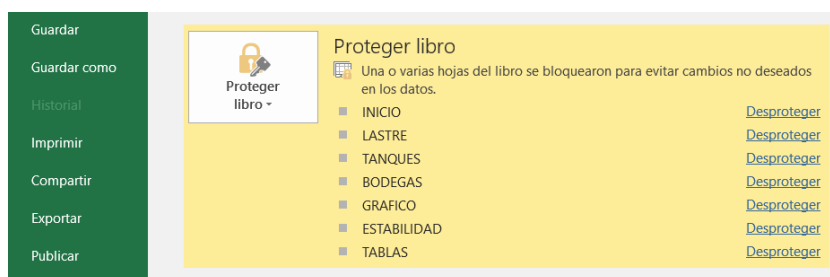 Guardar
Guardar como
Historial
Imprimir
Compartir
Exportar
Publicar
Proteger
libro
Proteger libro
Una o varias hojas del libro se bloquearon para evitar cambios no deseados
en los datos.
INICIO Desproteger
LASTRE Desproteger
TANQUES Desproteger
BODEGAS Desproteger
GRAFICO Desproteger
ESTABILIDAD Desproteger
TABLAS Desproteger